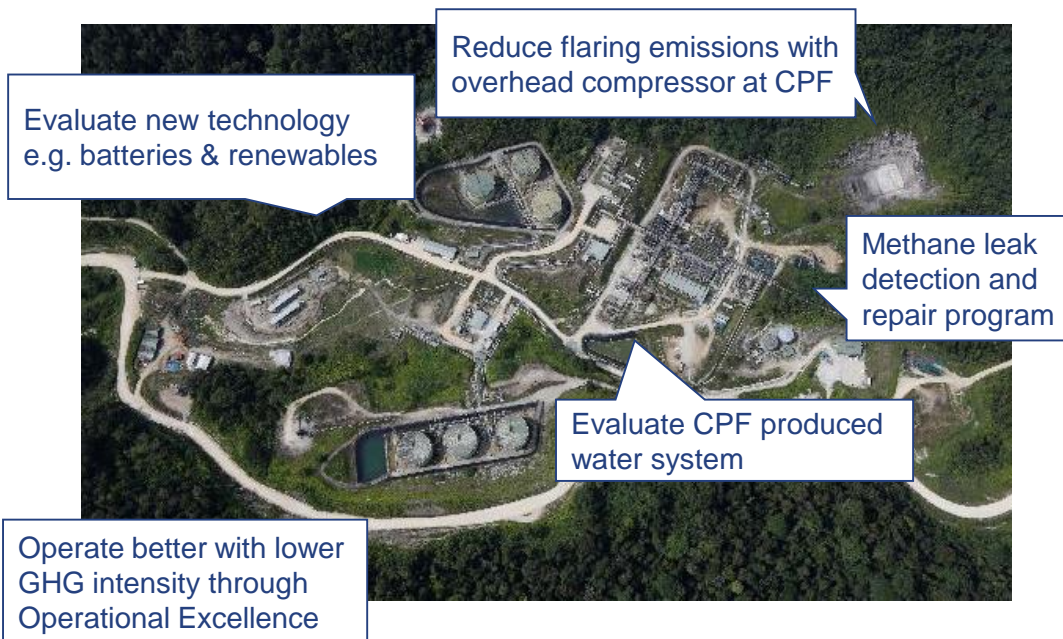 Reduce flaring emissions with
overhead compressor at CPF
Evaluate new technology
e.g. batteries & renewables
Methane leak
detection and
repair program
Evaluate CPF produced
water system
Operate better with lower
GHG intensity through
Operational Excellence